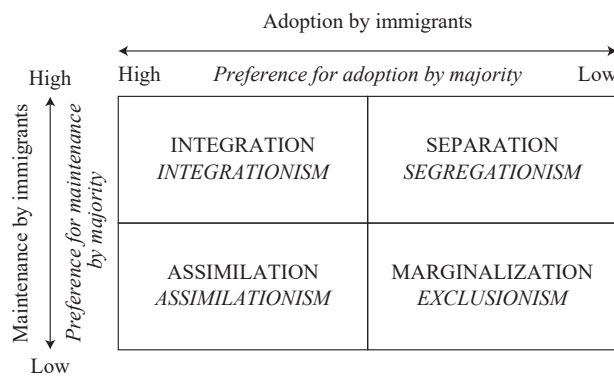 Adoption by immigrants
High Preference for adoption by majority Low
High
Maintenance by immigrants
Preference for maintenance
by majority
INTEGRATION
INTEGRATIONISM
SEPARATION
SEGREGATIONISM
ASSIMILATION
ASSIMILATIONISM
MARGINALIZATION
EXCLUSIONISM
Low